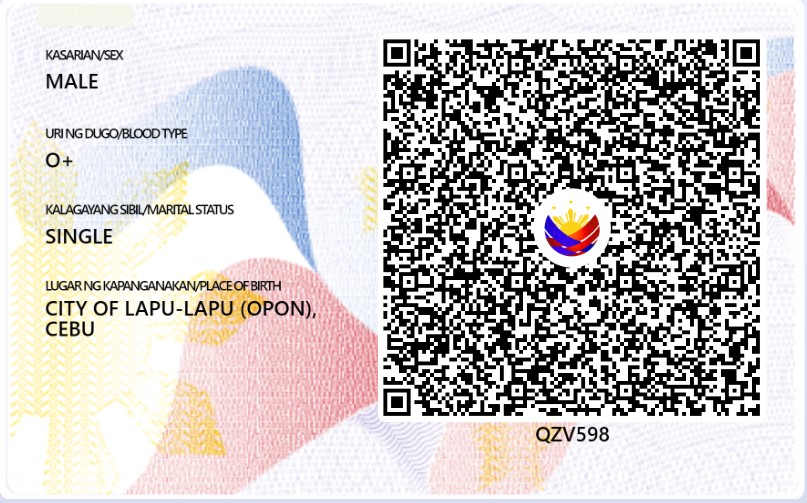 KASARIAN/SEX
MALE
URI NG DUGO/BLOOD TYPE
O+
KALAGAYANG SIBIL/MARITAL STATUS
SINGLE
LUGAR NG KAPANGANAKAN/PLACE OF BIRTH
CITY OF LAPU-LAPU (OPON),
CEBU
QZV598